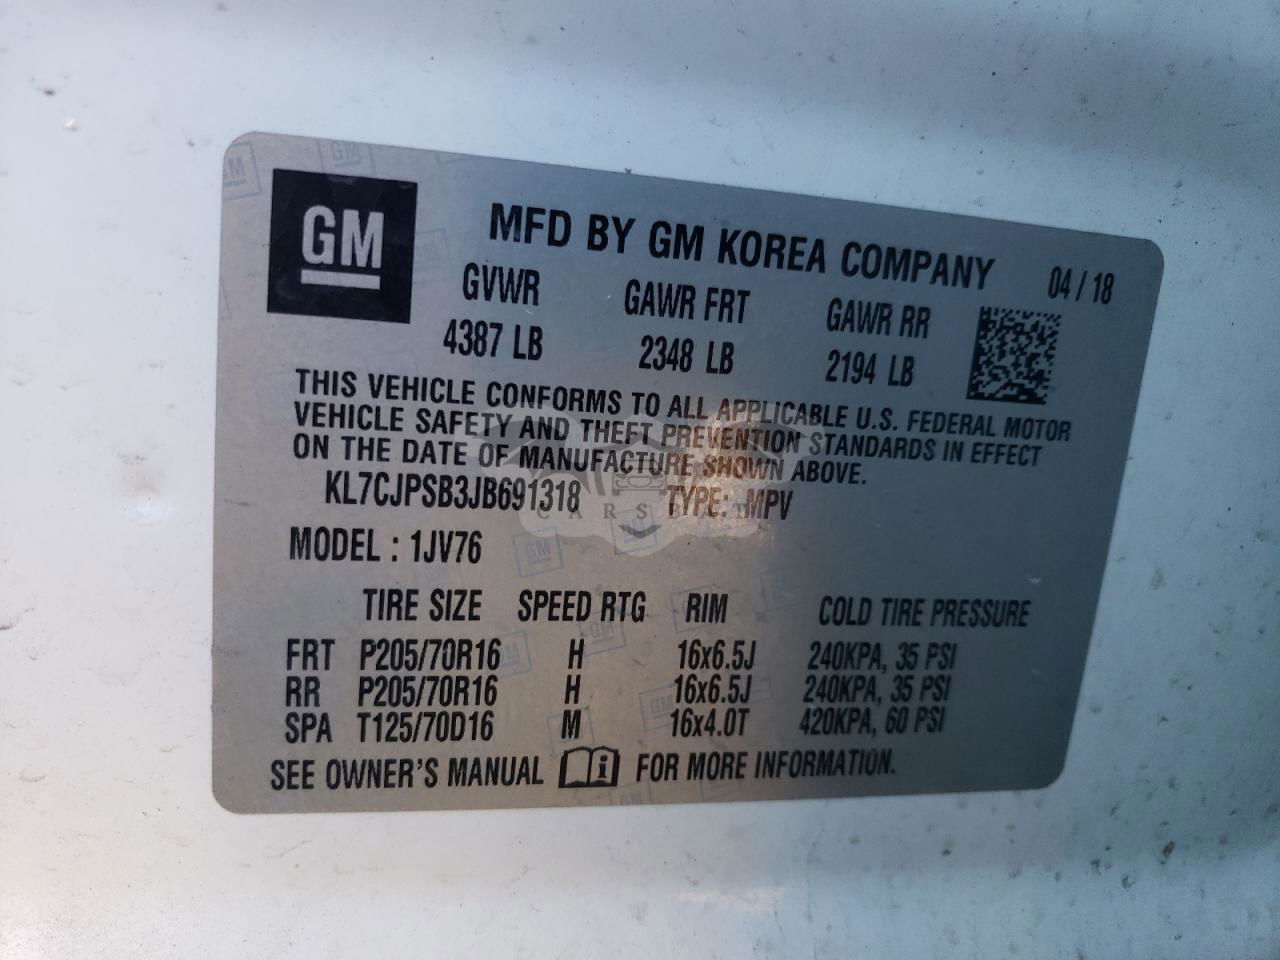 GM
MFD BY GM KOREA COMPANY 04 / 18
GVWR GAWR FRT GAWR RR
4387 LB 2348 LB 2194 LB
THIS VEHICLE CONFORMS TO ALL APPLICABLE U.S. FEDERAL MOTOR
VEHICLE SAFETY AND THEFT PREVENTION STANDARDS IN EFFECT
ON THE DATE OF MANUFACTURE SHOWN ABOVE.
KL7CJPSB3JB691318 TYPE: MPV
MODEL : 1JV76
TIRE SIZE SPEED RTG RIM COLD TIRE PRESSURE
FRT P205/70R16 H 16x6.5J 240KPA, 35 PSI
RR P205/70R16 H 16x6.5J 240KPA, 35 PSI
SPA T125/70D16 M 16x4.0T 420KPA, 60 PSI
SEE OWNER'S MANUAL i FOR MORE INFORMATION.